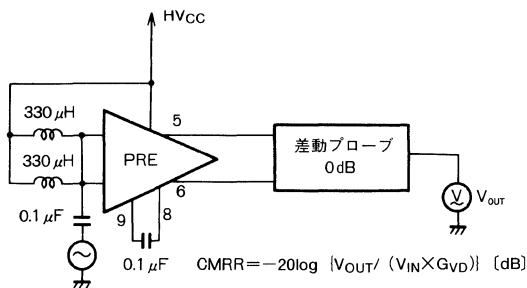 HVCC
330 μH
5
330 μH
PRE
差動プローブ
0dB
6
V
VOUT
0.1 μF
9
8
0.1 μF
CMRR=−20log {VOUT/ (VIN×GVD)} [dB]